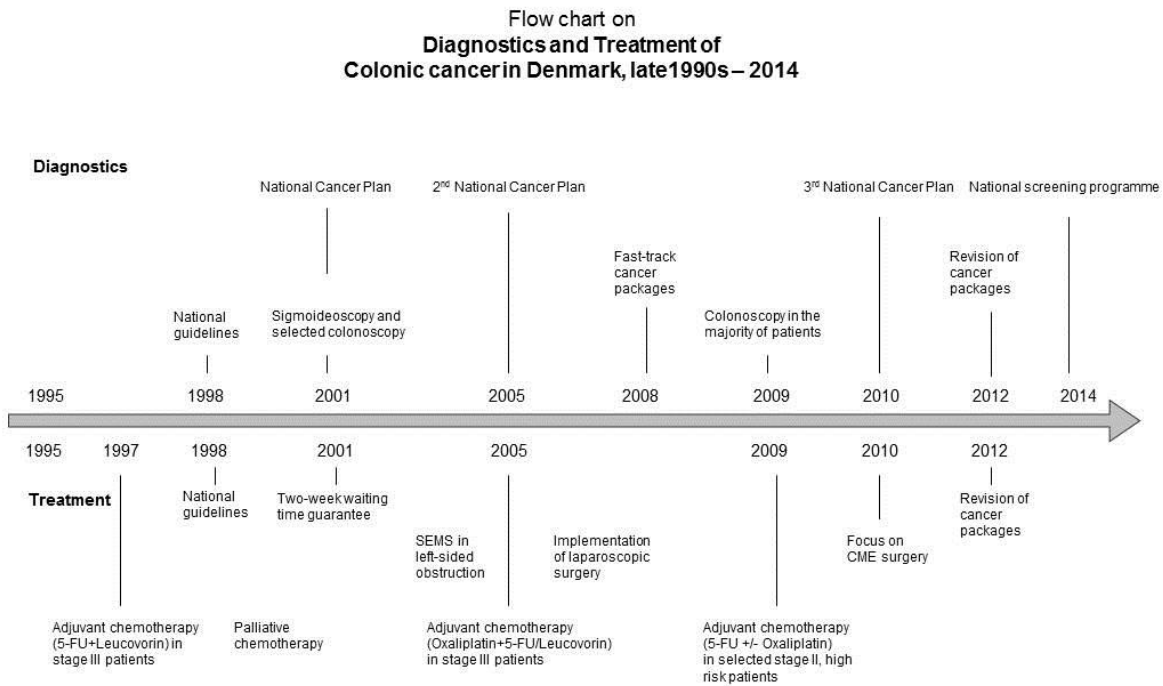 Flow chart on
Diagnostics and Treatment of
Colonic cancer in Denmark, late1990s – 2014
Diagnostics
National Cancer Plan
2nd National Cancer Plan
3rd National Cancer Plan
National screening programme
Fast-track
cancer
packages
Revision of
cancer
packages
National
guidelines
Sigmoideoscopy and
selected colonoscopy
Colonoscopy in the
majority of patients
1995 1998 2001 2005 2008 2009 2010 2012 2014
1995 1997 1998 2001 2005 2009 2010 2012
Treatment
National
guidelines
Two-week waiting
time guarantee
Revision of
cancer
packages
SEMS in
left-sided
obstruction
Implementation
of laparoscopic
surgery
Focus on
CME surgery
Adjuvant chemotherapy
(5-FU+Leucovorin) in
stage III patients
Palliative
chemotherapy
Adjuvant chemotherapy
(Oxaliplatin+5-FU/Leucovorin)
in stage III patients
Adjuvant chemotherapy
(5-FU +/- Oxaliplatin)
in selected stage II, high
risk patients